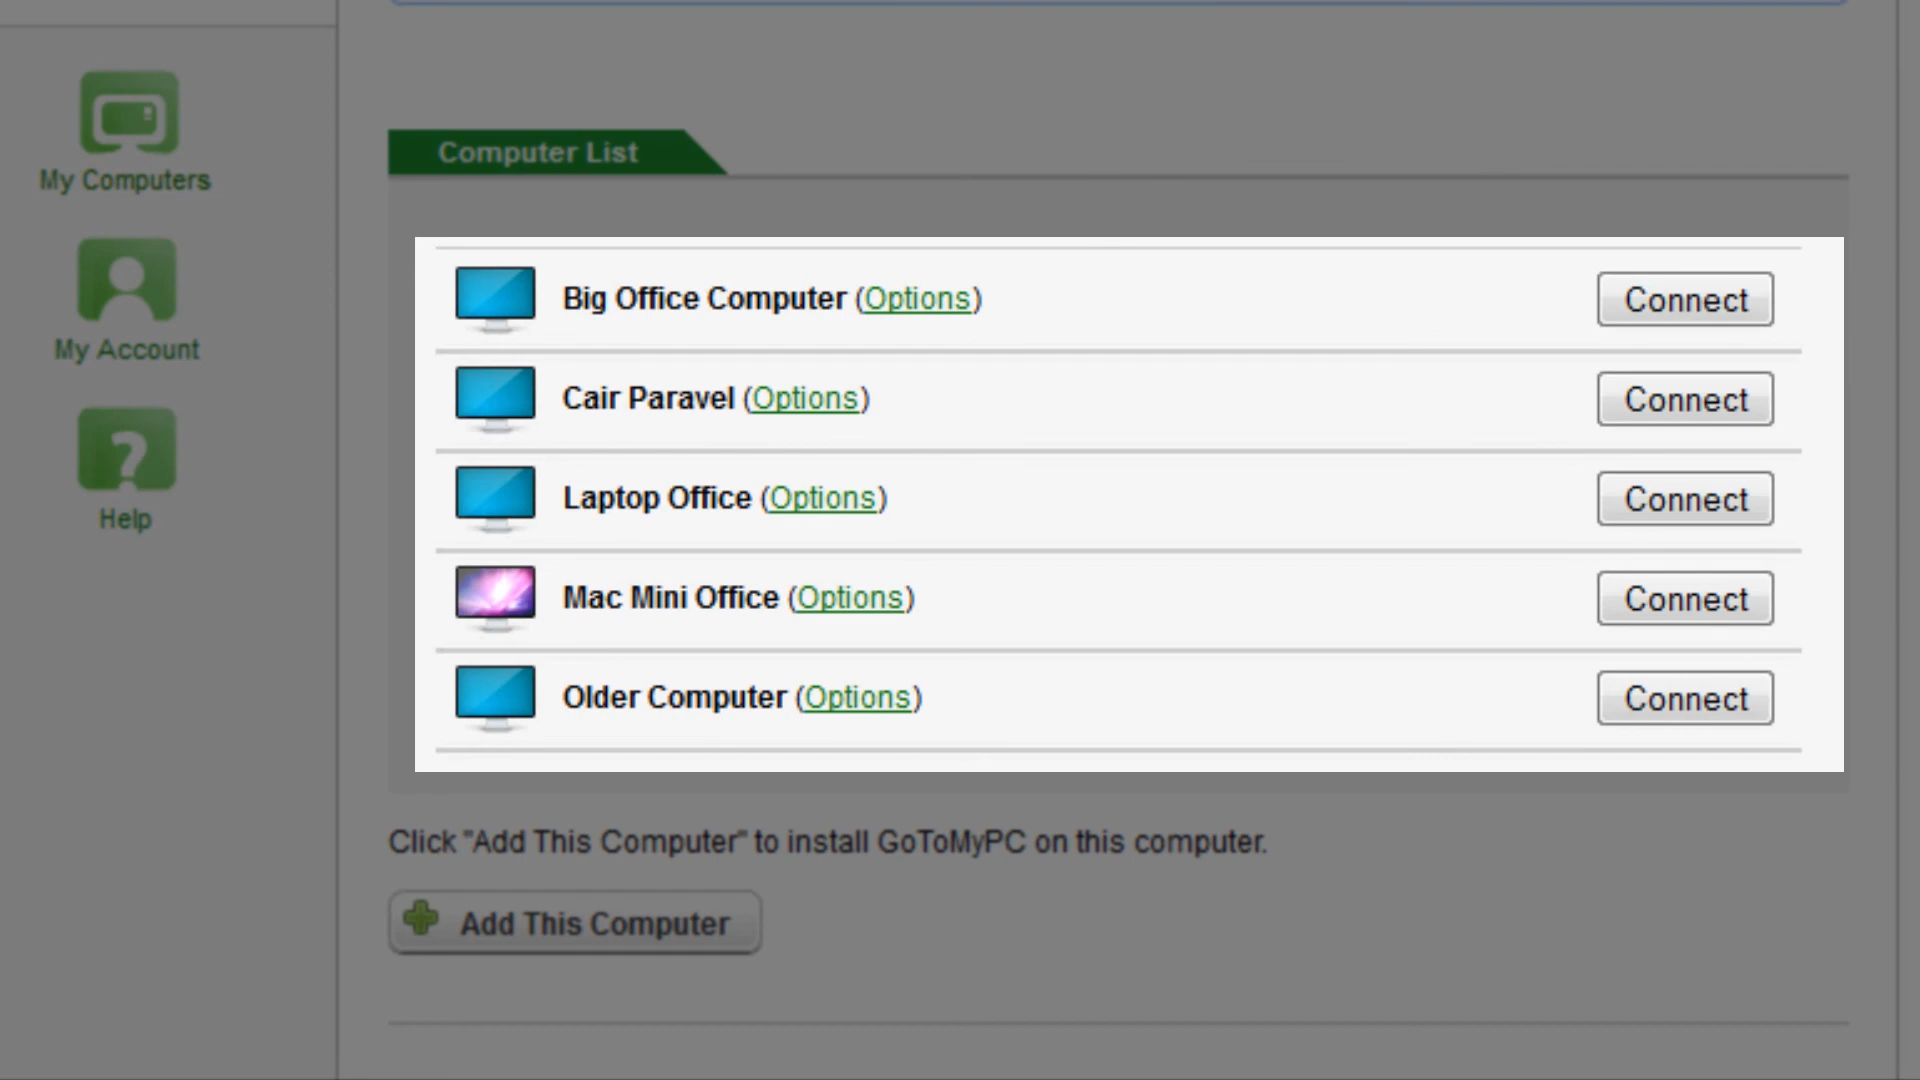 My Computers
My Account
Help
Computer List
Big Office Computer (Options) Connect
Cair Paravel (Options) Connect
Laptop Office (Options) Connect
Mac Mini Office (Options) Connect
Older Computer (Options) Connect
Click "Add This Computer" to install GoToMyPC on this computer.
Add This Computer